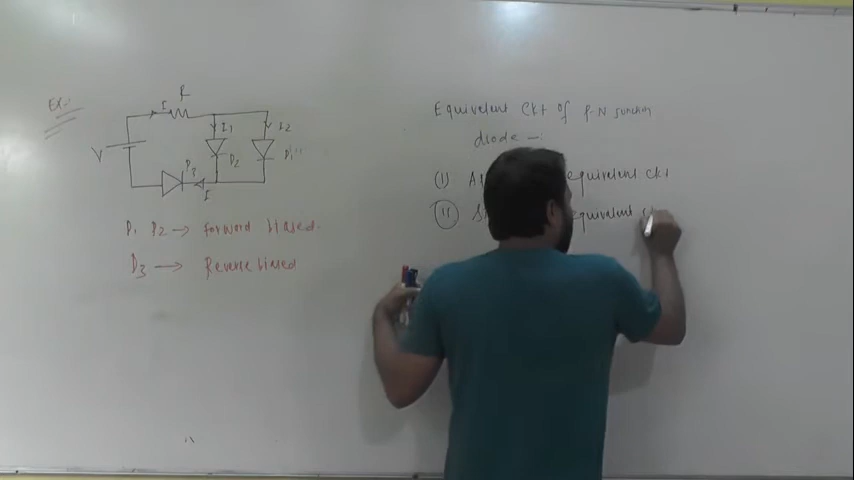 Ex:-
R
I
I1
I2
V
D2
D1
D3
I
D1 D2 → forward biased.
D3 → Reverse biased
Equivalent Ckt of P-N Junction
diode -:
(I) equivalent ckt
(II) equivalent